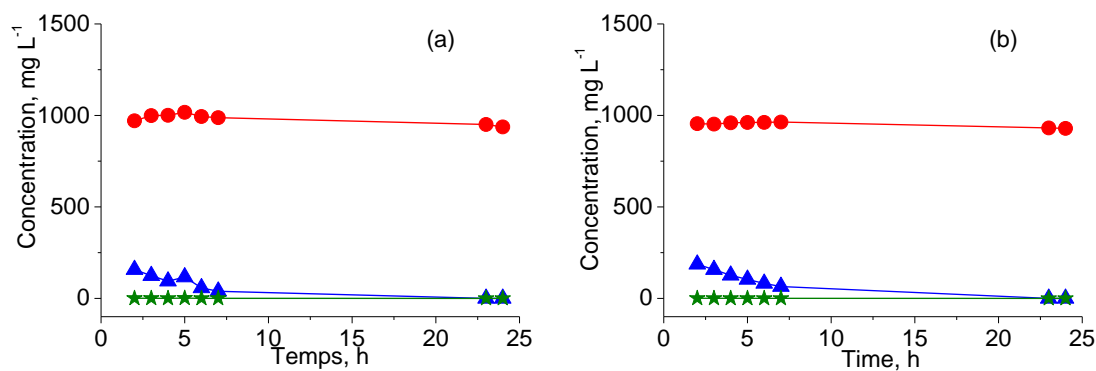 1500
1000
500
0
Concentration, mg L-1
(a)
0 5 10 15 20 25
Temps, h
1500
1000
500
0
Concentration, mg L-1
(b)
0 5 10 15 20 25
Time, h